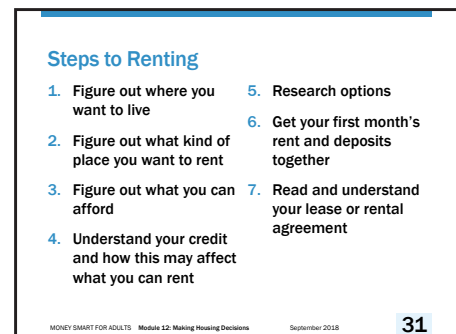 Steps to Renting
1. Figure out where you
want to live
2. Figure out what kind of
place you want to rent
3. Figure out what you can
afford
4. Understand your credit
and how this may affect
what you can rent
5. Research options
6. Get your first month's
rent and deposits
together
7. Read and understand
your lease or rental
agreement
MONEY SMART FOR ADULTS Module 12: Making Housing Decisions September 2018 31